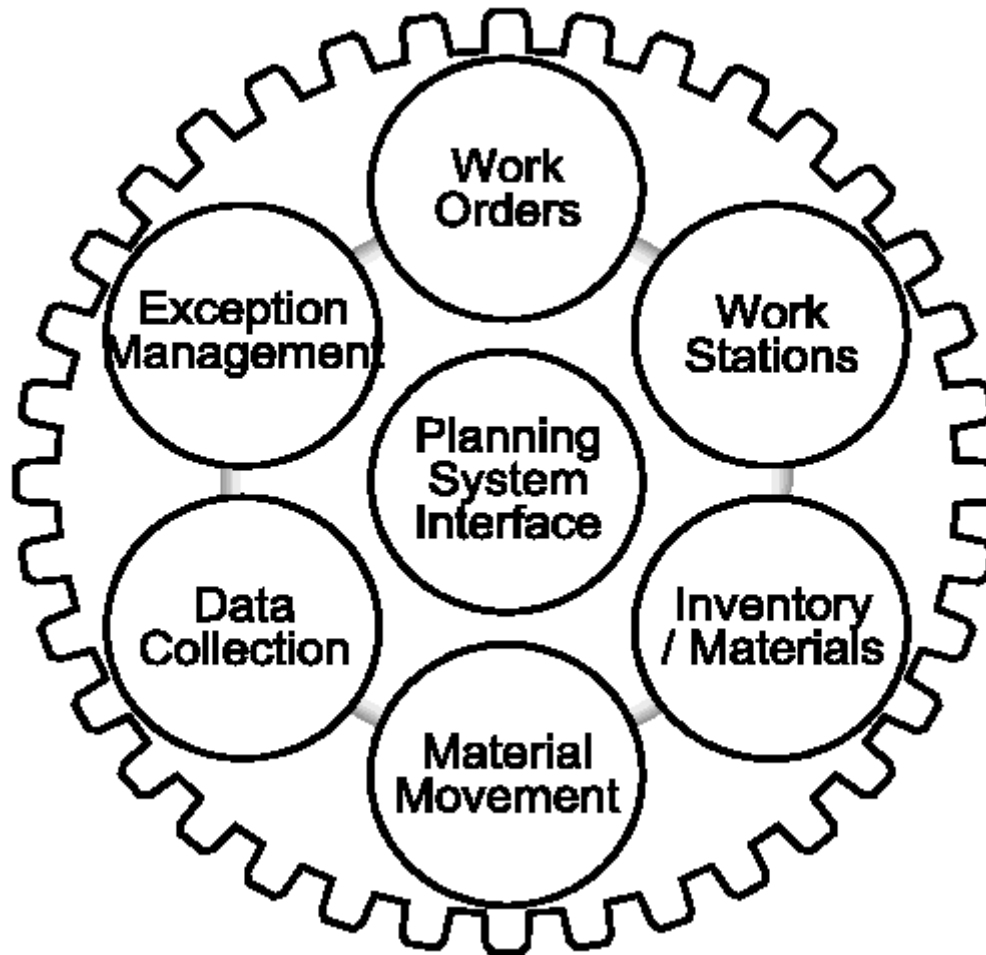 Work
Orders
Exception
Management
Work
Stations
Planning
System
Interface
Data
Collection
Inventory
/ Materials
Material
Movement